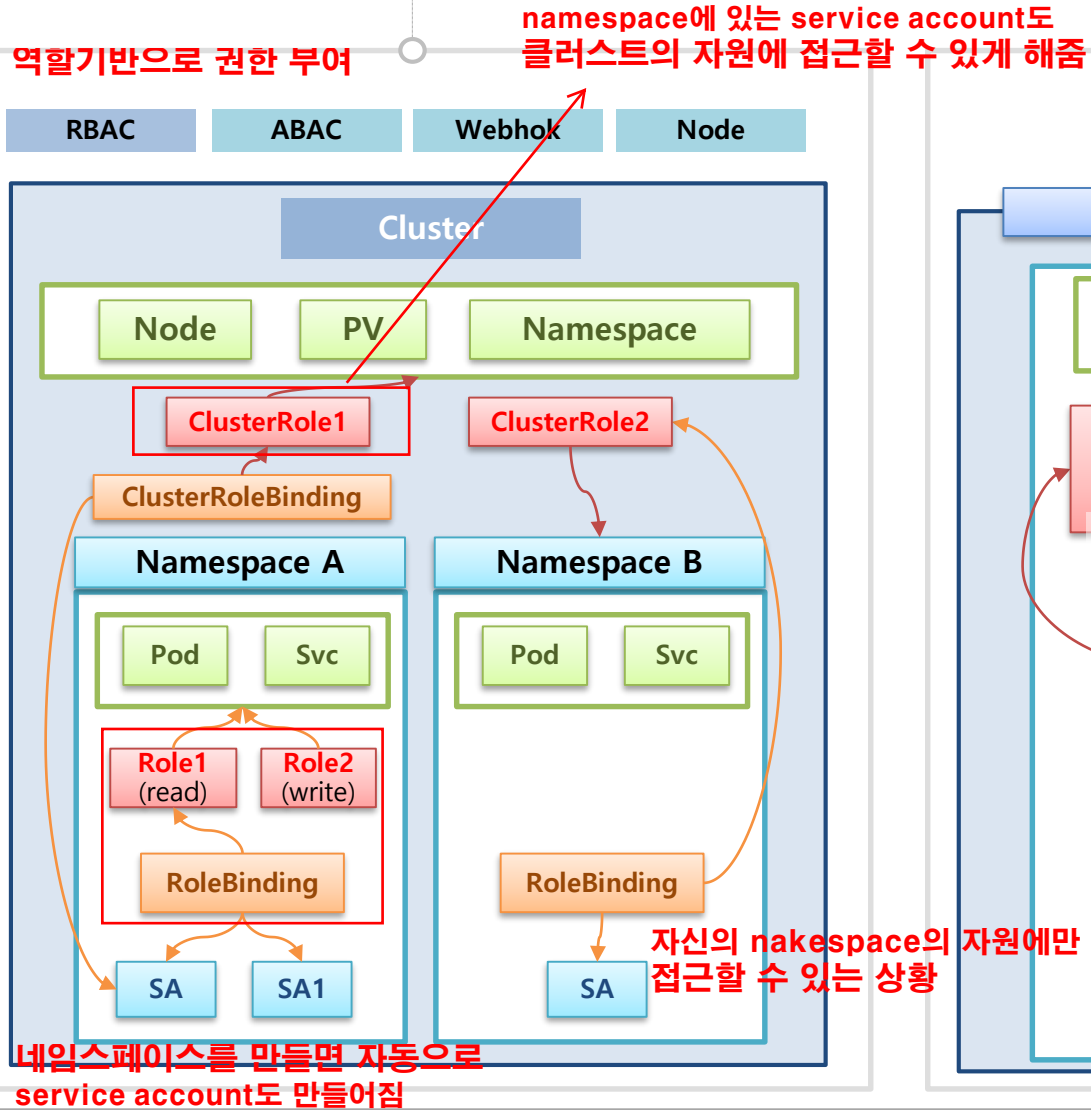 namespace에 있는 service account도
클러스트의 자원에 접근할 수 있게 해줌
역할기반으로 권한 부여
RBAC
ABAC
Webhok
Node
Cluster
Node
PV
Namespace
ClusterRole1
ClusterRole2
ClusterRoleBinding
Namespace A
Namespace B
Pod
Svc
Pod
Svc
Role1
(read)
Role2
(write)
RoleBinding
RoleBinding
자신의 nakespace의 자원에만
접근할 수 있는 상황
SA
SA1
SA
네임스페이스를 만들면 자동으로
service account도 만들어짐